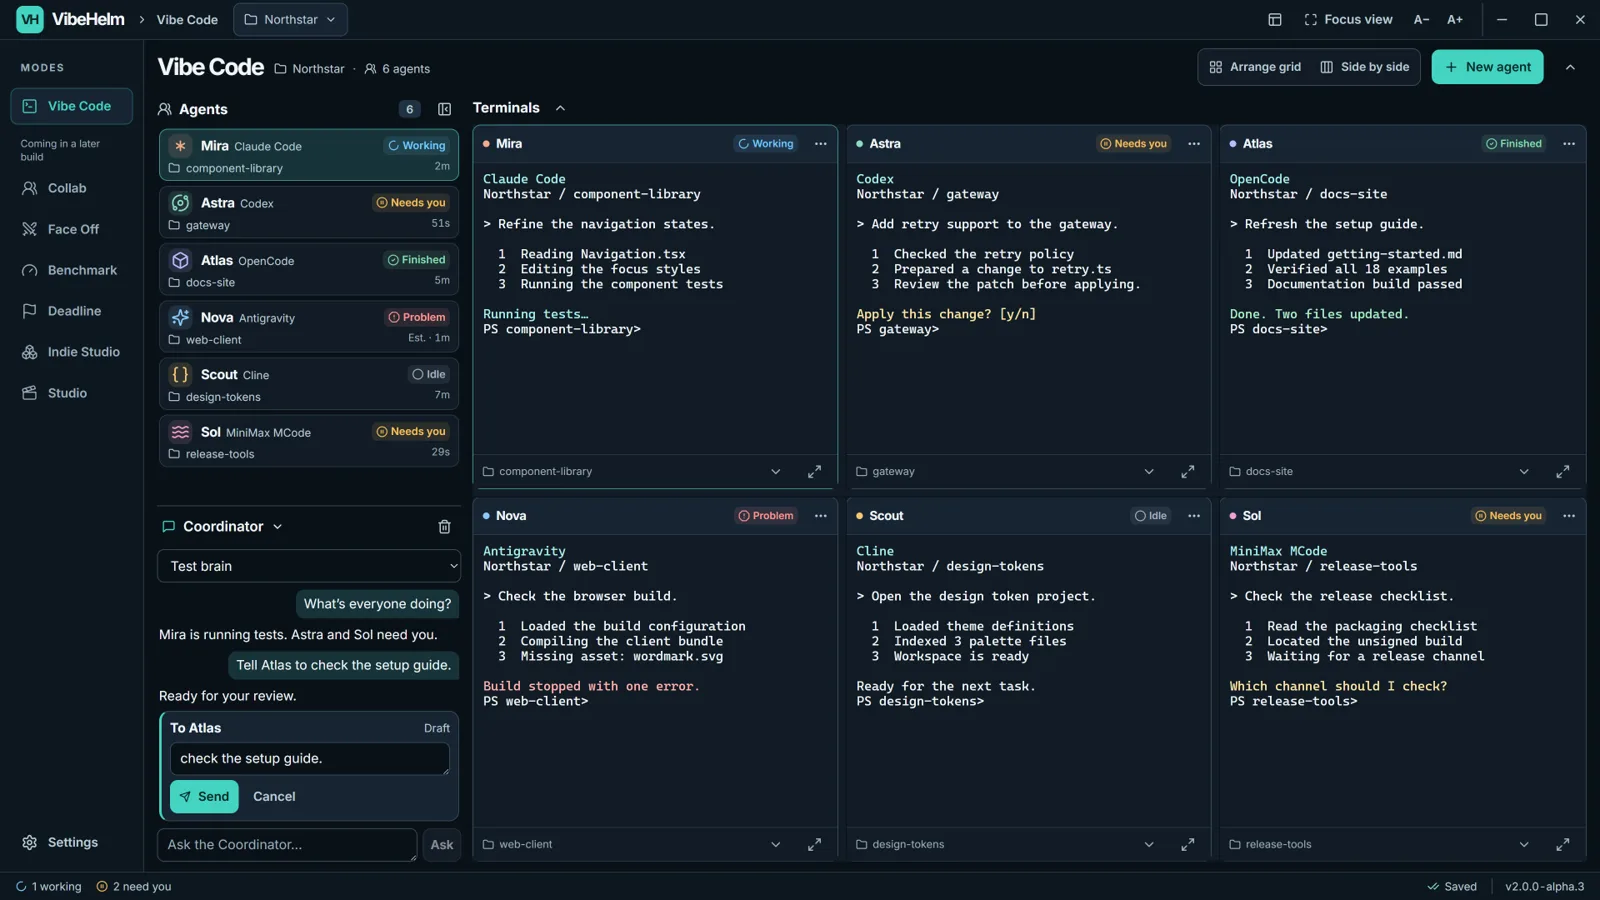 VH VibeHelm > Vibe Code Northstar
Focus view A− A+
MODES
Vibe Code
Coming in a later
build
Collab
Face Off
Benchmark
Deadline
Indie Studio
Studio
Settings
Vibe Code Northstar · 6 agents
Arrange grid Side by side + New agent
Agents 6
Mira Claude Code Working
component-library 2m
Astra Codex Needs you
gateway 51s
Atlas OpenCode Finished
docs-site 5m
Nova Antigravity Problem
web-client Est. · 1m
Scout Cline Idle
design-tokens 7m
Sol MiniMax MCode Needs you
release-tools 29s
Coordinator
Test brain
What’s everyone doing?
Mira is running tests. Astra and Sol need you.
Tell Atlas to check the setup guide.
Ready for your review.
To Atlas Draft
check the setup guide.
Send Cancel
Ask the Coordinator... Ask
Terminals
Mira Working ...
Claude Code
Northstar / component-library
> Refine the navigation states.
1 Reading Navigation.tsx
2 Editing the focus styles
3 Running the component tests
Running tests…
PS component-library>
component-library
Astra Needs you ...
Codex
Northstar / gateway
> Add retry support to the gateway.
1 Checked the retry policy
2 Prepared a change to retry.ts
3 Review the patch before applying.
Apply this change? [y/n]
PS gateway>
gateway
Atlas Finished ...
OpenCode
Northstar / docs-site
> Refresh the setup guide.
1 Updated getting-started.md
2 Verified all 18 examples
3 Documentation build passed
Done. Two files updated.
PS docs-site>
docs-site
Nova Problem ...
Antigravity
Northstar / web-client
> Check the browser build.
1 Loaded the build configuration
2 Compiling the client bundle
3 Missing asset: wordmark.svg
Build stopped with one error.
PS web-client>
web-client
Scout Idle ...
Cline
Northstar / design-tokens
> Open the design token project.
1 Loaded theme definitions
2 Indexed 3 palette files
3 Workspace is ready
Ready for the next task.
PS design-tokens>
design-tokens
Sol Needs you ...
MiniMax MCode
Northstar / release-tools
> Check the release checklist.
1 Read the packaging checklist
2 Located the unsigned build
3 Waiting for a release channel
Which channel should I check?
PS release-tools>
release-tools
1 working 2 need you
Saved v2.0.0-alpha.3